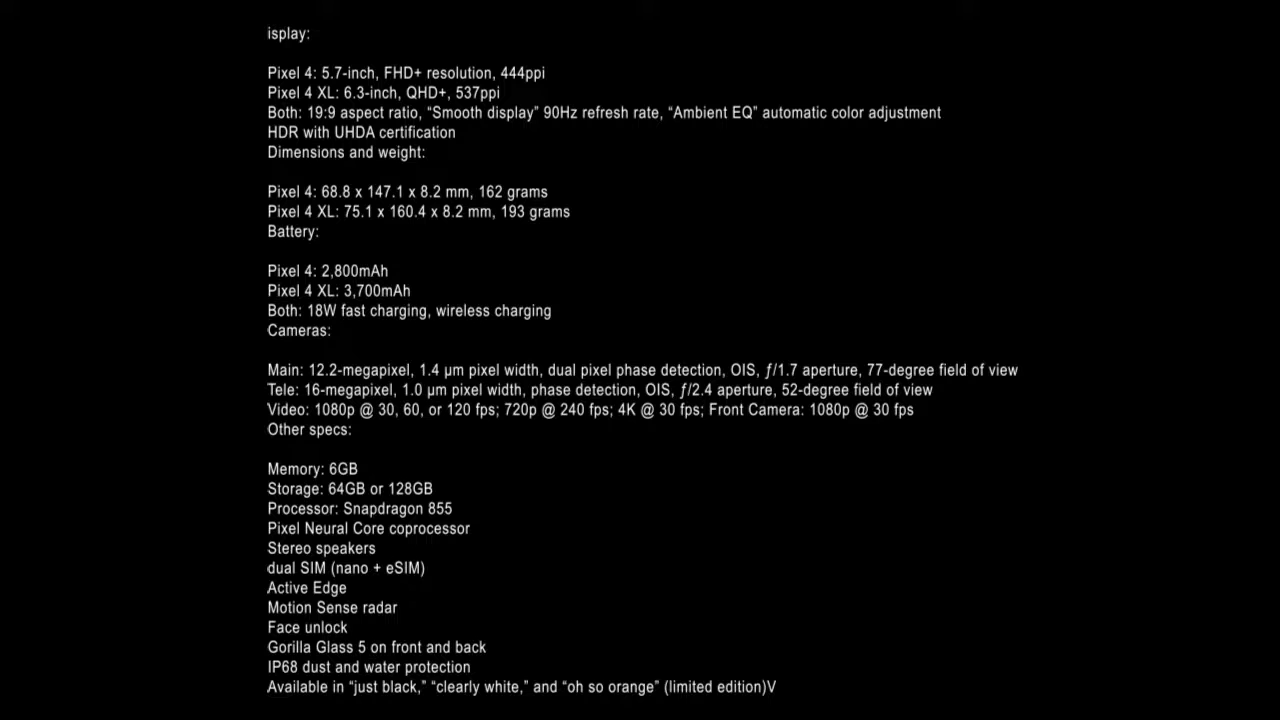 isplay:
Pixel 4: 5.7-inch, FHD+ resolution, 444ppi
Pixel 4 XL: 6.3-inch, QHD+, 537ppi
Both: 19:9 aspect ratio, “Smooth display” 90Hz refresh rate, “Ambient EQ” automatic color adjustment
HDR with UHDA certification
Dimensions and weight:
Pixel 4: 68.8 x 147.1 x 8.2 mm, 162 grams
Pixel 4 XL: 75.1 x 160.4 x 8.2 mm, 193 grams
Battery:
Pixel 4: 2,800mAh
Pixel 4 XL: 3,700mAh
Both: 18W fast charging, wireless charging
Cameras:
Main: 12.2-megapixel, 1.4 μm pixel width, dual pixel phase detection, OIS, ƒ/1.7 aperture, 77-degree field of view
Tele: 16-megapixel, 1.0 μm pixel width, phase detection, OIS, ƒ/2.4 aperture, 52-degree field of view
Video: 1080p @ 30, 60, or 120 fps; 720p @ 240 fps; 4K @ 30 fps; Front Camera: 1080p @ 30 fps
Other specs:
Memory: 6GB
Storage: 64GB or 128GB
Processor: Snapdragon 855
Pixel Neural Core coprocessor
Stereo speakers
dual SIM (nano + eSIM)
Active Edge
Motion Sense radar
Face unlock
Gorilla Glass 5 on front and back
IP68 dust and water protection
Available in “just black,” “clearly white,” and “oh so orange” (limited edition)V